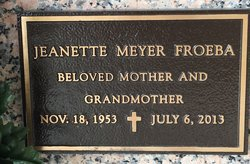 JEANETTE MEYER FROEBA
BELOVED MOTHER AND
GRANDMOTHER
NOV. 18, 1953 JULY 6, 2013